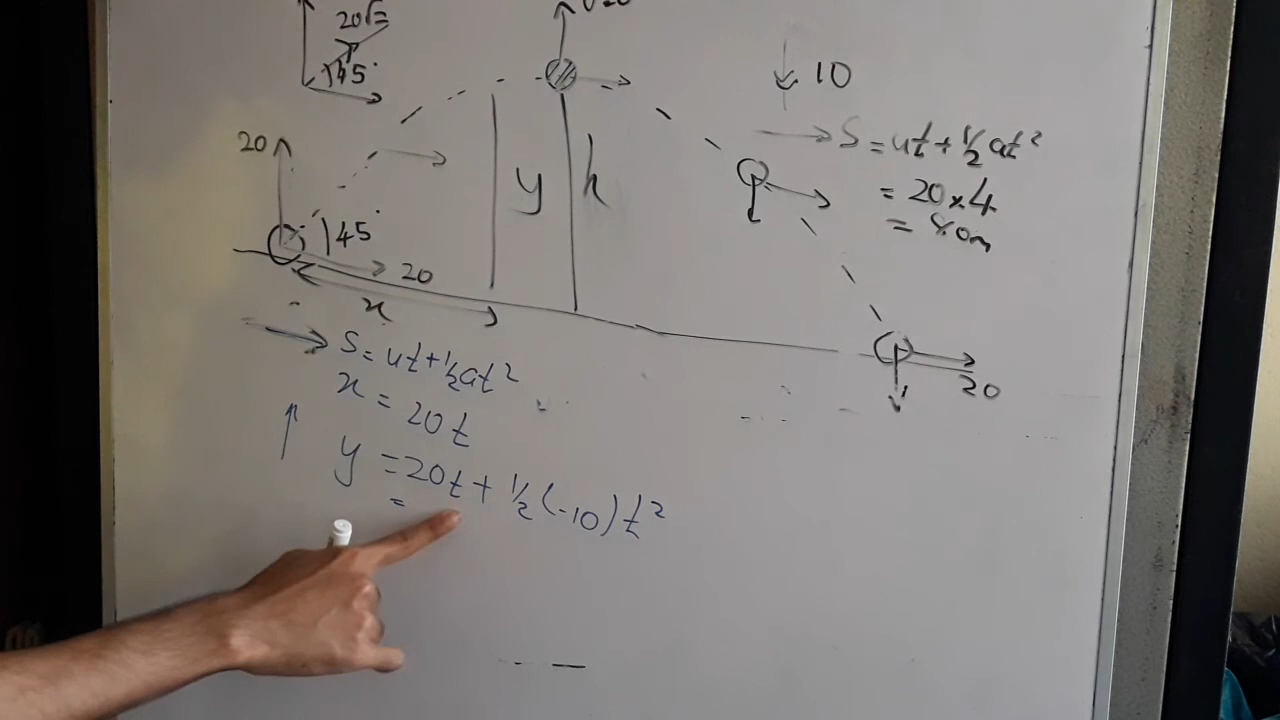 20√2
45°
10
S = ut + ½at²
= 20 × 4
= 80m
20
45°
20
x
y
h
20
S = ut + ½at²
x = 20t
y = 20t + ½(-10)t²
=